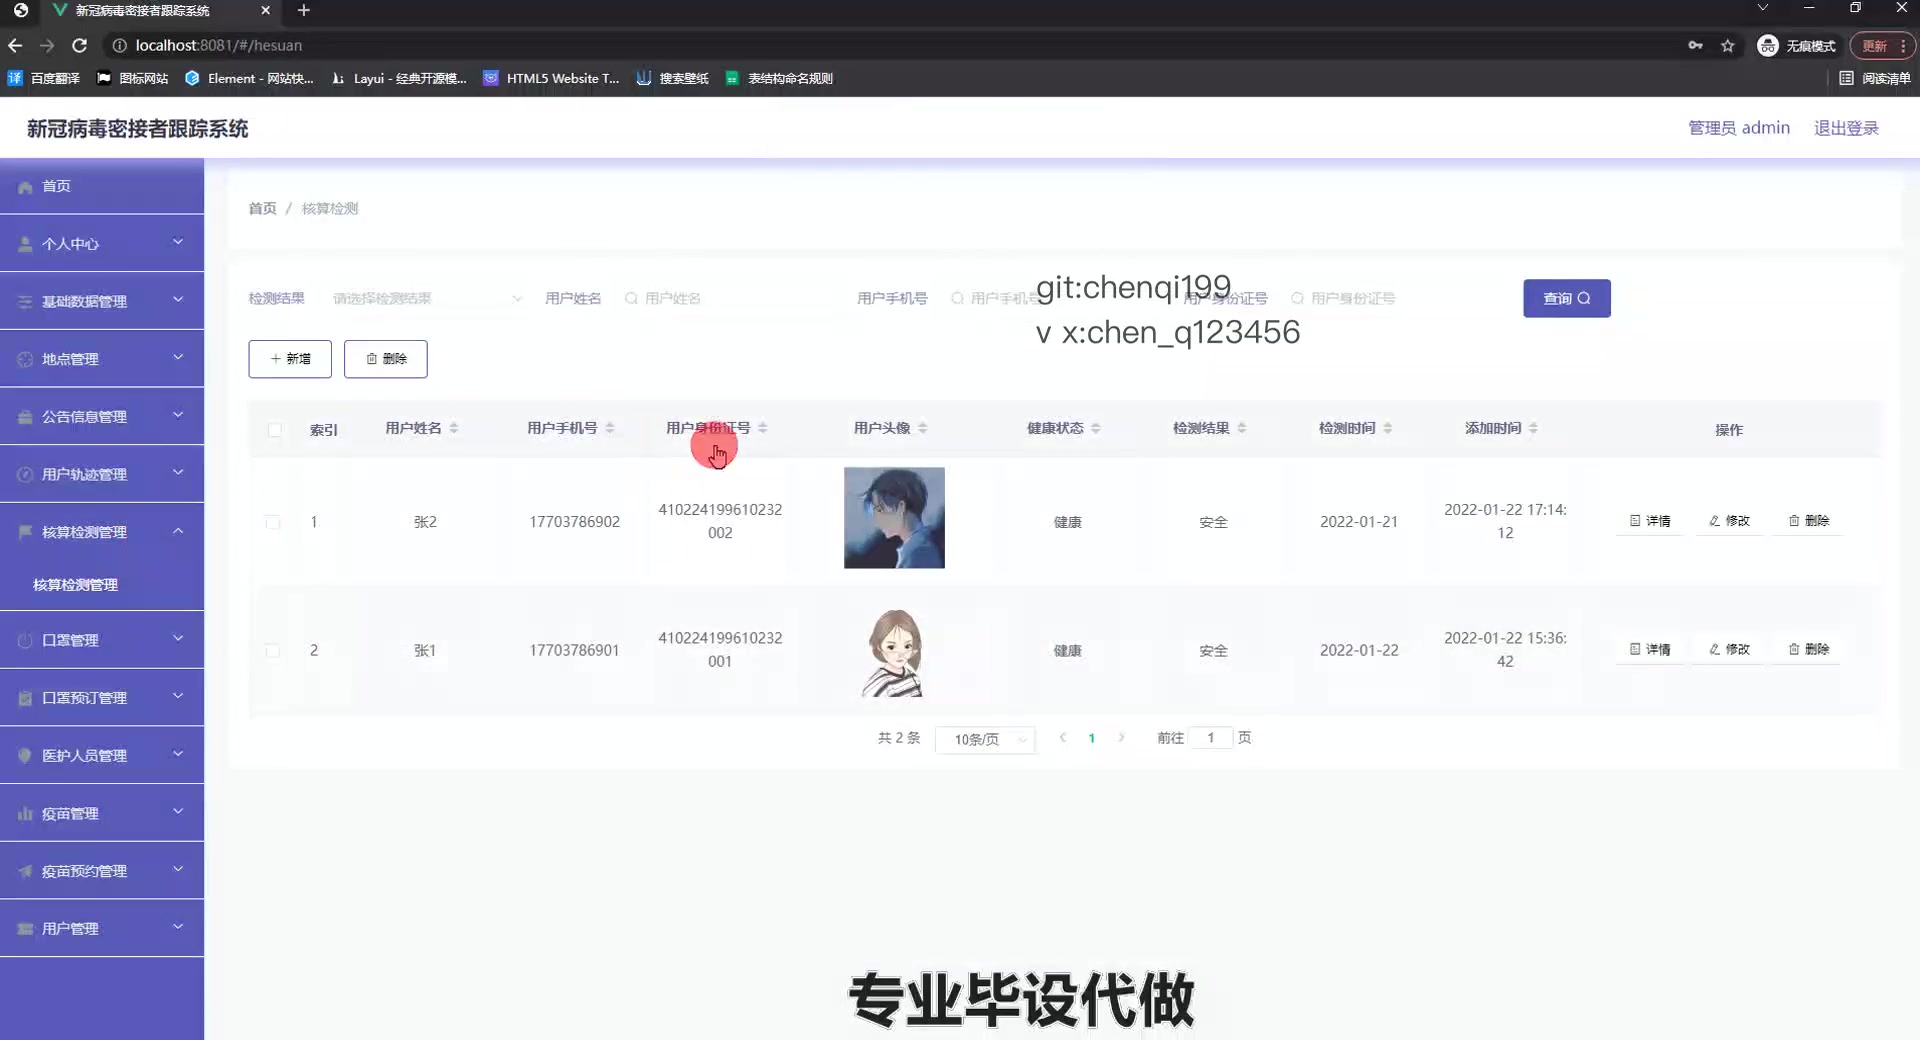 新冠病毒密接者跟踪系统
localhost:8081/#/hesuan
无痕模式
更新
百度翻译
图标网站
Element - 网站快...
Layui - 经典开源模...
HTML5 Website T...
搜索壁纸
表结构命名规则
阅读清单
新冠病毒密接者跟踪系统
管理员 admin
退出登录
首页
个人中心
基础数据管理
地点管理
公告信息管理
用户轨迹管理
核算检测管理
核算检测管理
口罩管理
口罩预订管理
医护人员管理
疫苗管理
疫苗预约管理
用户管理
首页 / 核算检测
检测结果 请选择检测结果 用户姓名 用户姓名 用户手机号 用户手机号 用户身份证号 用户身份证号 查询
git:chenqi199
v x:chen_q123456
新增 删除
索引 用户姓名 用户手机号 用户身份证号 用户头像 健康状态 检测结果 检测时间 添加时间 操作
1 张2 17703786902 410224199610232002 健康 安全 2022-01-21 2022-01-22 17:14:12 详情 修改 删除
2 张1 17703786901 410224199610232001 健康 安全 2022-01-22 2022-01-22 15:36:42 详情 修改 删除
共 2 条 10条/页 1 前往 1 页
专业毕设代做